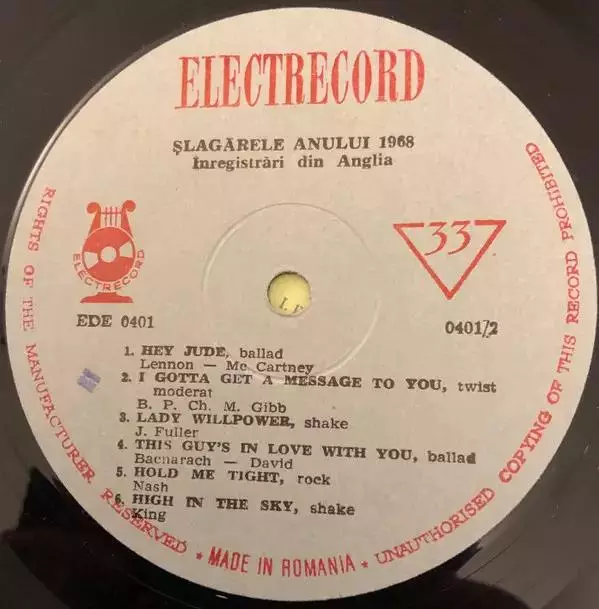 ELECTRECORD
ŞLAGĂRELE ANULUI 1968
Înregistrări din Anglia
ELECTRECORD
33
EDE 0401
0401/2
1. HEY JUDE, ballad
Lennon — Mc Cartney
2. I GOTTA GET A MESSAGE TO YOU, twist
moderat
B. P. Ch. M. Gibb
3. LADY WILLPOWER, shake
J. Fuller
4. THIS GUY'S IN LOVE WITH YOU, ballad
Bacharach — David
5. HOLD ME TIGHT, rock
Nash
6. HIGH IN THE SKY, shake
King
RIGHTS OF THE MANUFACTURER RESERVED ★ MADE IN ROMANIA ★ UNAUTHORISED COPYING OF THIS RECORD PROHIBITED